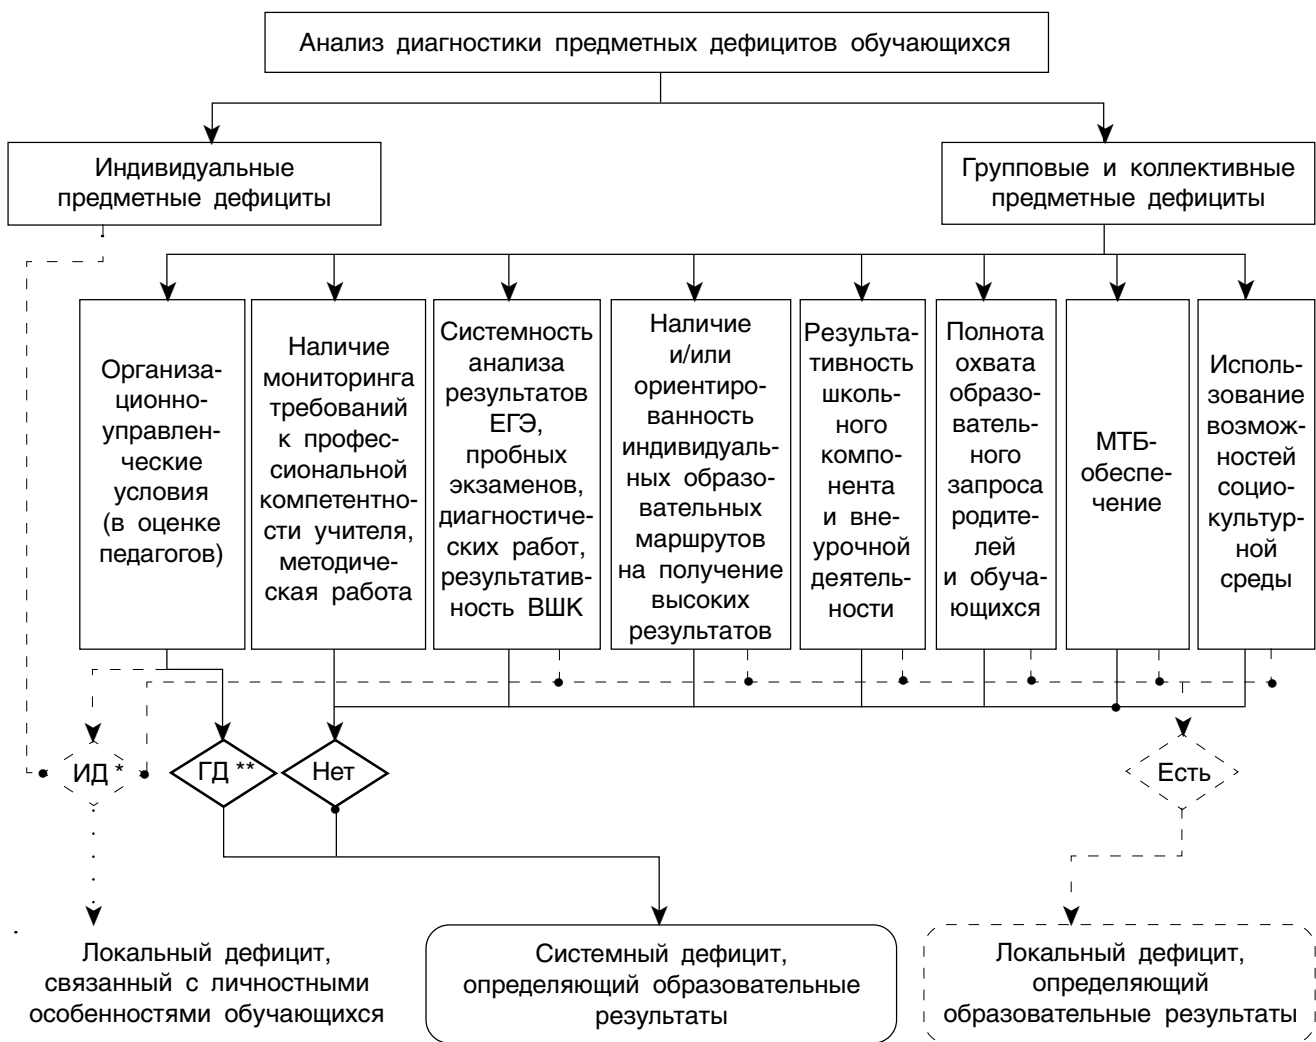 Анализ диагностики предметных дефицитов обучающихся
Индивидуальные
предметные дефициты
Групповые и коллективные
предметные дефициты
Организа-
ционно-
управлен-
ческие
условия
(в оценке
педагогов)
Наличие
мониторинга
требований
к профес-
сиональной
компетентно-
сти учителя,
методиче-
ская работа
Системность
анализа
результатов
ЕГЭ,
пробных
экзаменов,
диагностиче-
ских работ,
результатив-
ность ВШК
Наличие
и/или
ориентиро-
ванность
индивидуаль-
ных образо-
вательных
маршрутов
на получение
высоких
результатов
Результа-
тивность
школь-
ного
компо-
нента
и вне-
урочной
деятель-
ности
Полнота
охвата
образо-
ватель-
ного
запроса
родите-
лей
и обуча-
ющихся
МТБ-
обеспе-
чение
Исполь-
зование
возмож-
ностей
социо-
культур-
ной
среды
ИД *
ГД **
Нет
Есть
Локальный дефицит,
связанный с личностными
особенностями обучающихся
Системный дефицит,
определяющий образовательные
результаты
Локальный дефицит,
определяющий
образовательные результаты